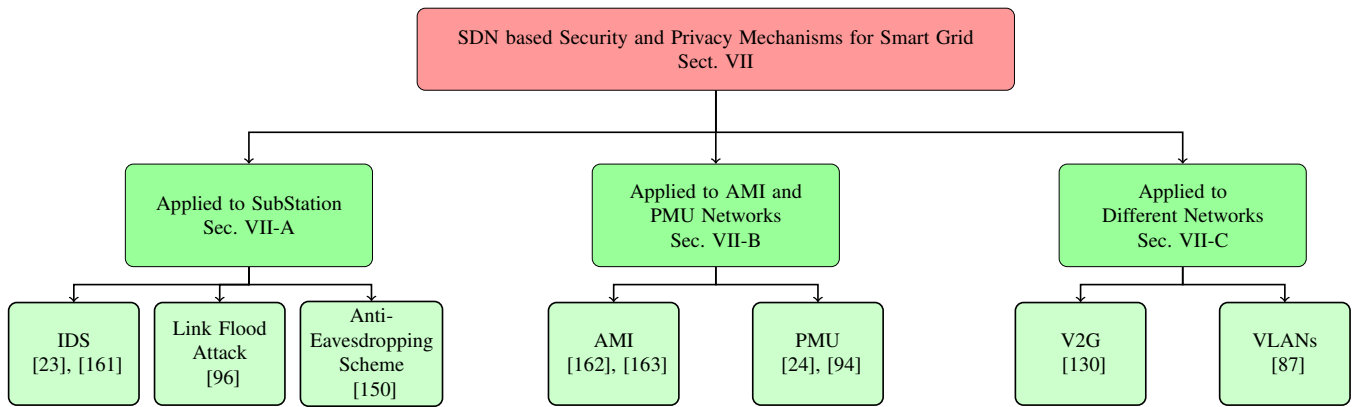 SDN based Security and Privacy Mechanisms for Smart Grid
Sect. VII
Applied to SubStation
Sec. VII-A
Applied to AMI and
PMU Networks
Sec. VII-B
Applied to
Different Networks
Sec. VII-C
IDS
[23], [161]
Link Flood
Attack
[96]
Anti-
Eavesdropping
Scheme
[150]
AMI
[162], [163]
PMU
[24], [94]
V2G
[130]
VLANs
[87]